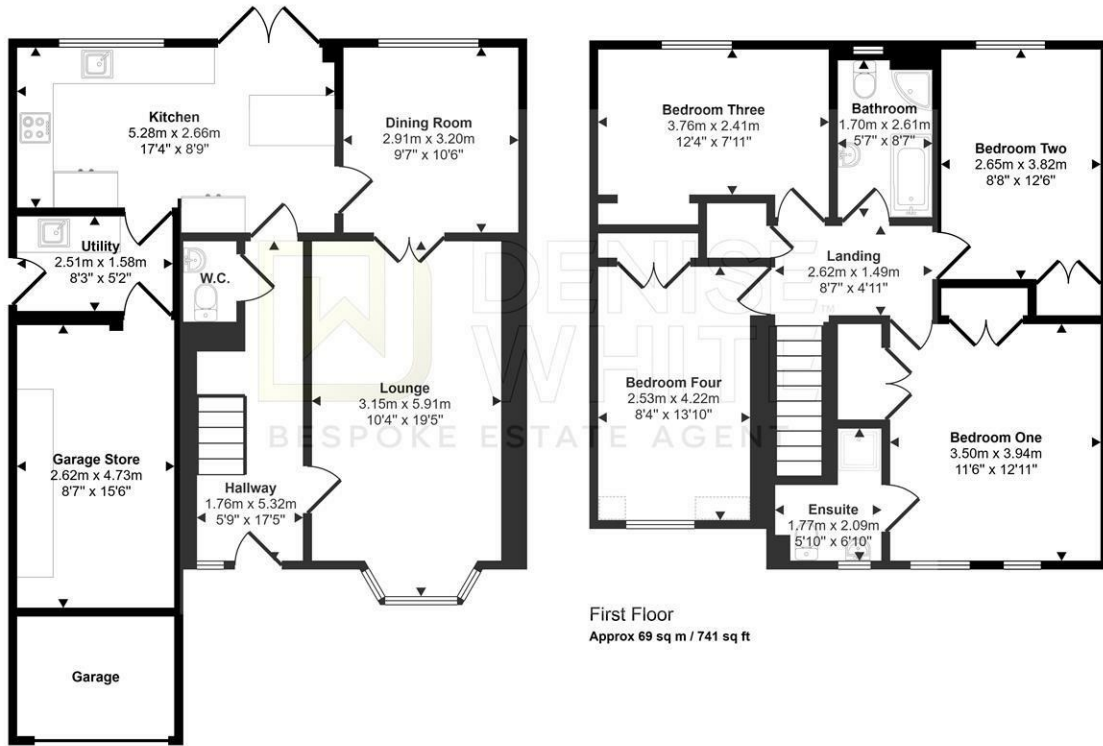 Kitchen
5.28m x 2.66m
17'4" x 8'9"
Dining Room
2.91m x 3.20m
9'7" x 10'6"
Utility
2.51m x 1.58m
8'3" x 5'2"
W.C.
Lounge
3.15m x 5.91m
10'4" x 19'5"
Garage Store
2.62m x 4.73m
8'7" x 15'6"
Hallway
1.76m x 5.32m
5'9" x 17'5"
Garage
Bedroom Three
3.76m x 2.41m
12'4" x 7'11"
Bathroom
1.70m x 2.61m
5'7" x 8'7"
Bedroom Two
2.65m x 3.82m
8'8" x 12'6"
Landing
2.62m x 1.49m
8'7" x 4'11"
Bedroom Four
2.53m x 4.22m
8'4" x 13'10"
Bedroom One
3.50m x 3.94m
11'6" x 12'11"
Ensuite
1.77m x 2.09m
5'10" x 6'10"
First Floor
Approx 69 sq m / 741 sq ft
DENISE
WHITE™
BESPOKE ESTATE AGENT